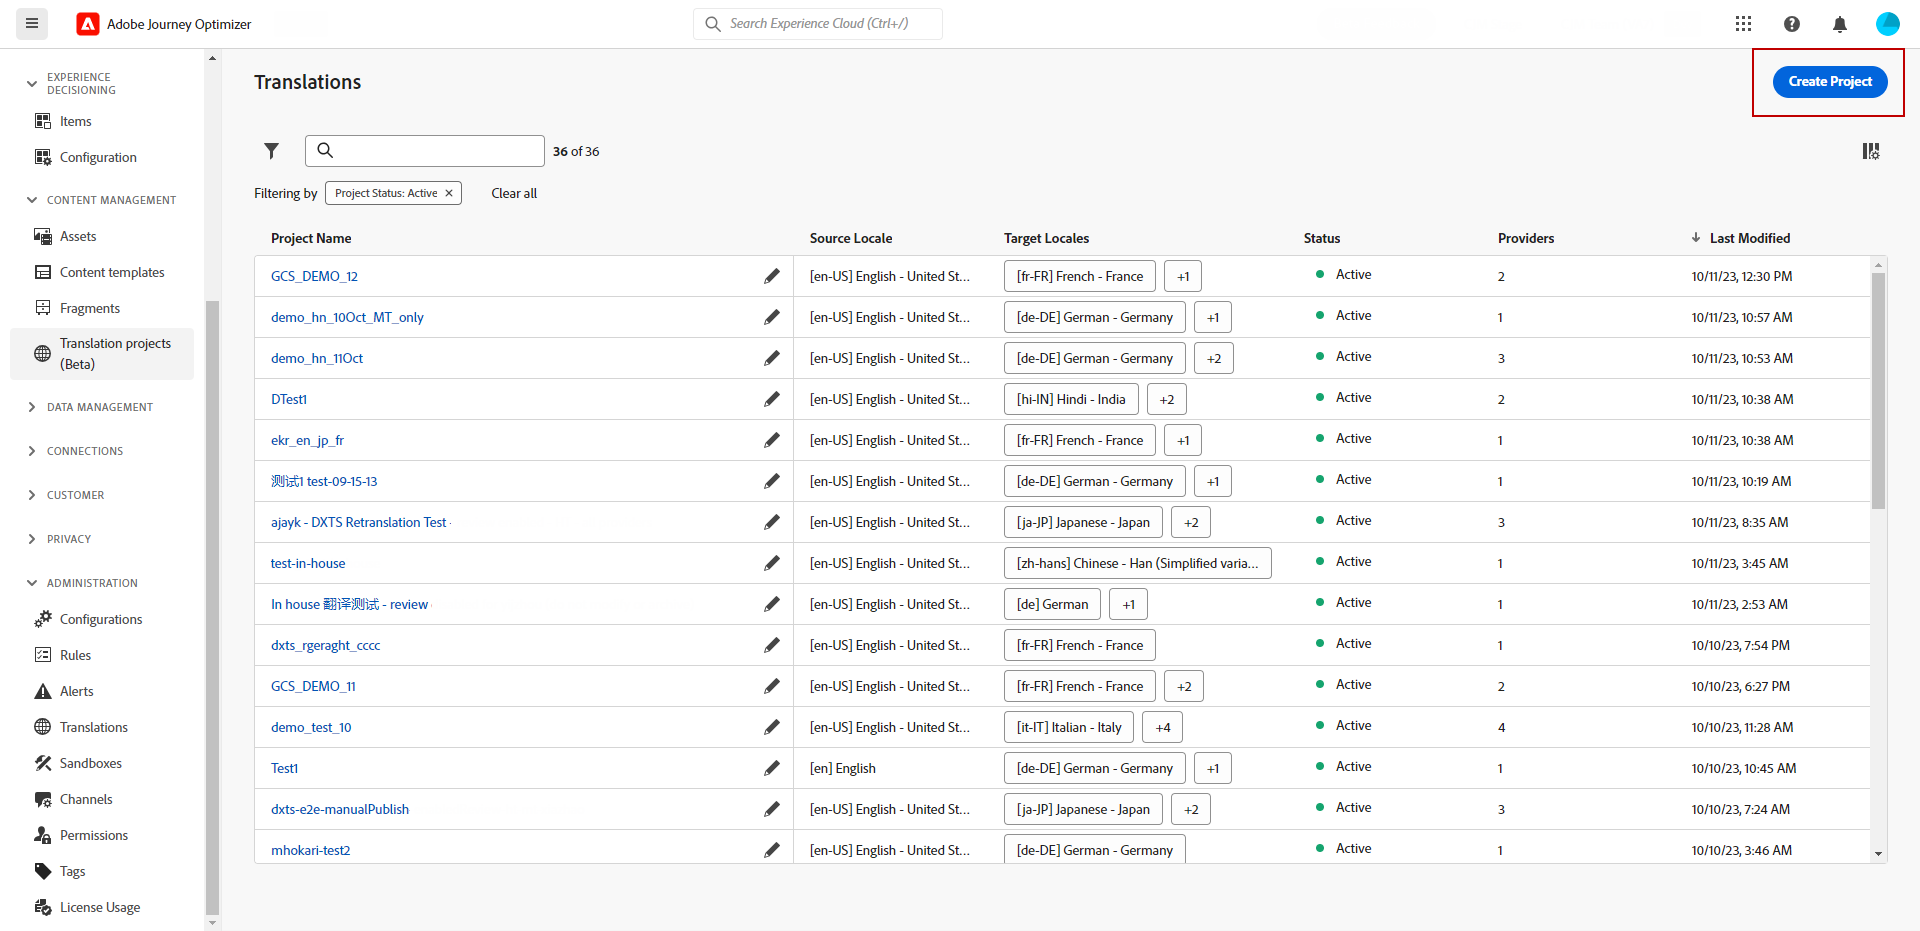 Adobe Journey Optimizer
Search Experience Cloud (Ctrl+/)
EXPERIENCE
DECISIONING
Items
Configuration
CONTENT MANAGEMENT
Assets
Content templates
Fragments
Translation projects
(Beta)
DATA MANAGEMENT
CONNECTIONS
CUSTOMER
PRIVACY
ADMINISTRATION
Configurations
Rules
Alerts
Translations
Sandboxes
Channels
Permissions
Tags
License Usage
Translations
Create Project
36 of 36
Filtering by Project Status: Active Clear all
Project Name Source Locale Target Locales Status Providers Last Modified
GCS_DEMO_12 [en-US] English - United St... [fr-FR] French - France +1 Active 2 10/11/23, 12:30 PM
demo_hn_10Oct_MT_only [en-US] English - United St... [de-DE] German - Germany +1 Active 1 10/11/23, 10:57 AM
demo_hn_11Oct [en-US] English - United St... [de-DE] German - Germany +2 Active 3 10/11/23, 10:53 AM
DTest1 [en-US] English - United St... [hi-IN] Hindi - India +2 Active 2 10/11/23, 10:38 AM
ekr_en_jp_fr [en-US] English - United St... [fr-FR] French - France +1 Active 1 10/11/23, 10:38 AM
测试1 test-09-15-13 [en-US] English - United St... [de-DE] German - Germany +1 Active 1 10/11/23, 10:19 AM
ajayk - DXTS Retranslation Test - [en-US] English - United St... [ja-JP] Japanese - Japan +2 Active 3 10/11/23, 8:35 AM
test-in-house [en-US] English - United St... [zh-hans] Chinese - Han (Simplified varia... Active 1 10/11/23, 3:45 AM
In house 翻译测试 - review [en-US] English - United St... [de] German +1 Active 1 10/11/23, 2:53 AM
dxts_rgeraght_cccc [en-US] English - United St... [fr-FR] French - France Active 1 10/10/23, 7:54 PM
GCS_DEMO_11 [en-US] English - United St... [fr-FR] French - France +2 Active 2 10/10/23, 6:27 PM
demo_test_10 [en-US] English - United St... [it-IT] Italian - Italy +4 Active 4 10/10/23, 11:28 AM
Test1 [en] English [de-DE] German - Germany +1 Active 1 10/10/23, 10:45 AM
dxts-e2e-manualPublish [en-US] English - United St... [ja-JP] Japanese - Japan +2 Active 3 10/10/23, 7:24 AM
mhokari-test2 [en-US] English - United St... [de-DE] German - Germany Active 1 10/10/23, 3:46 AM